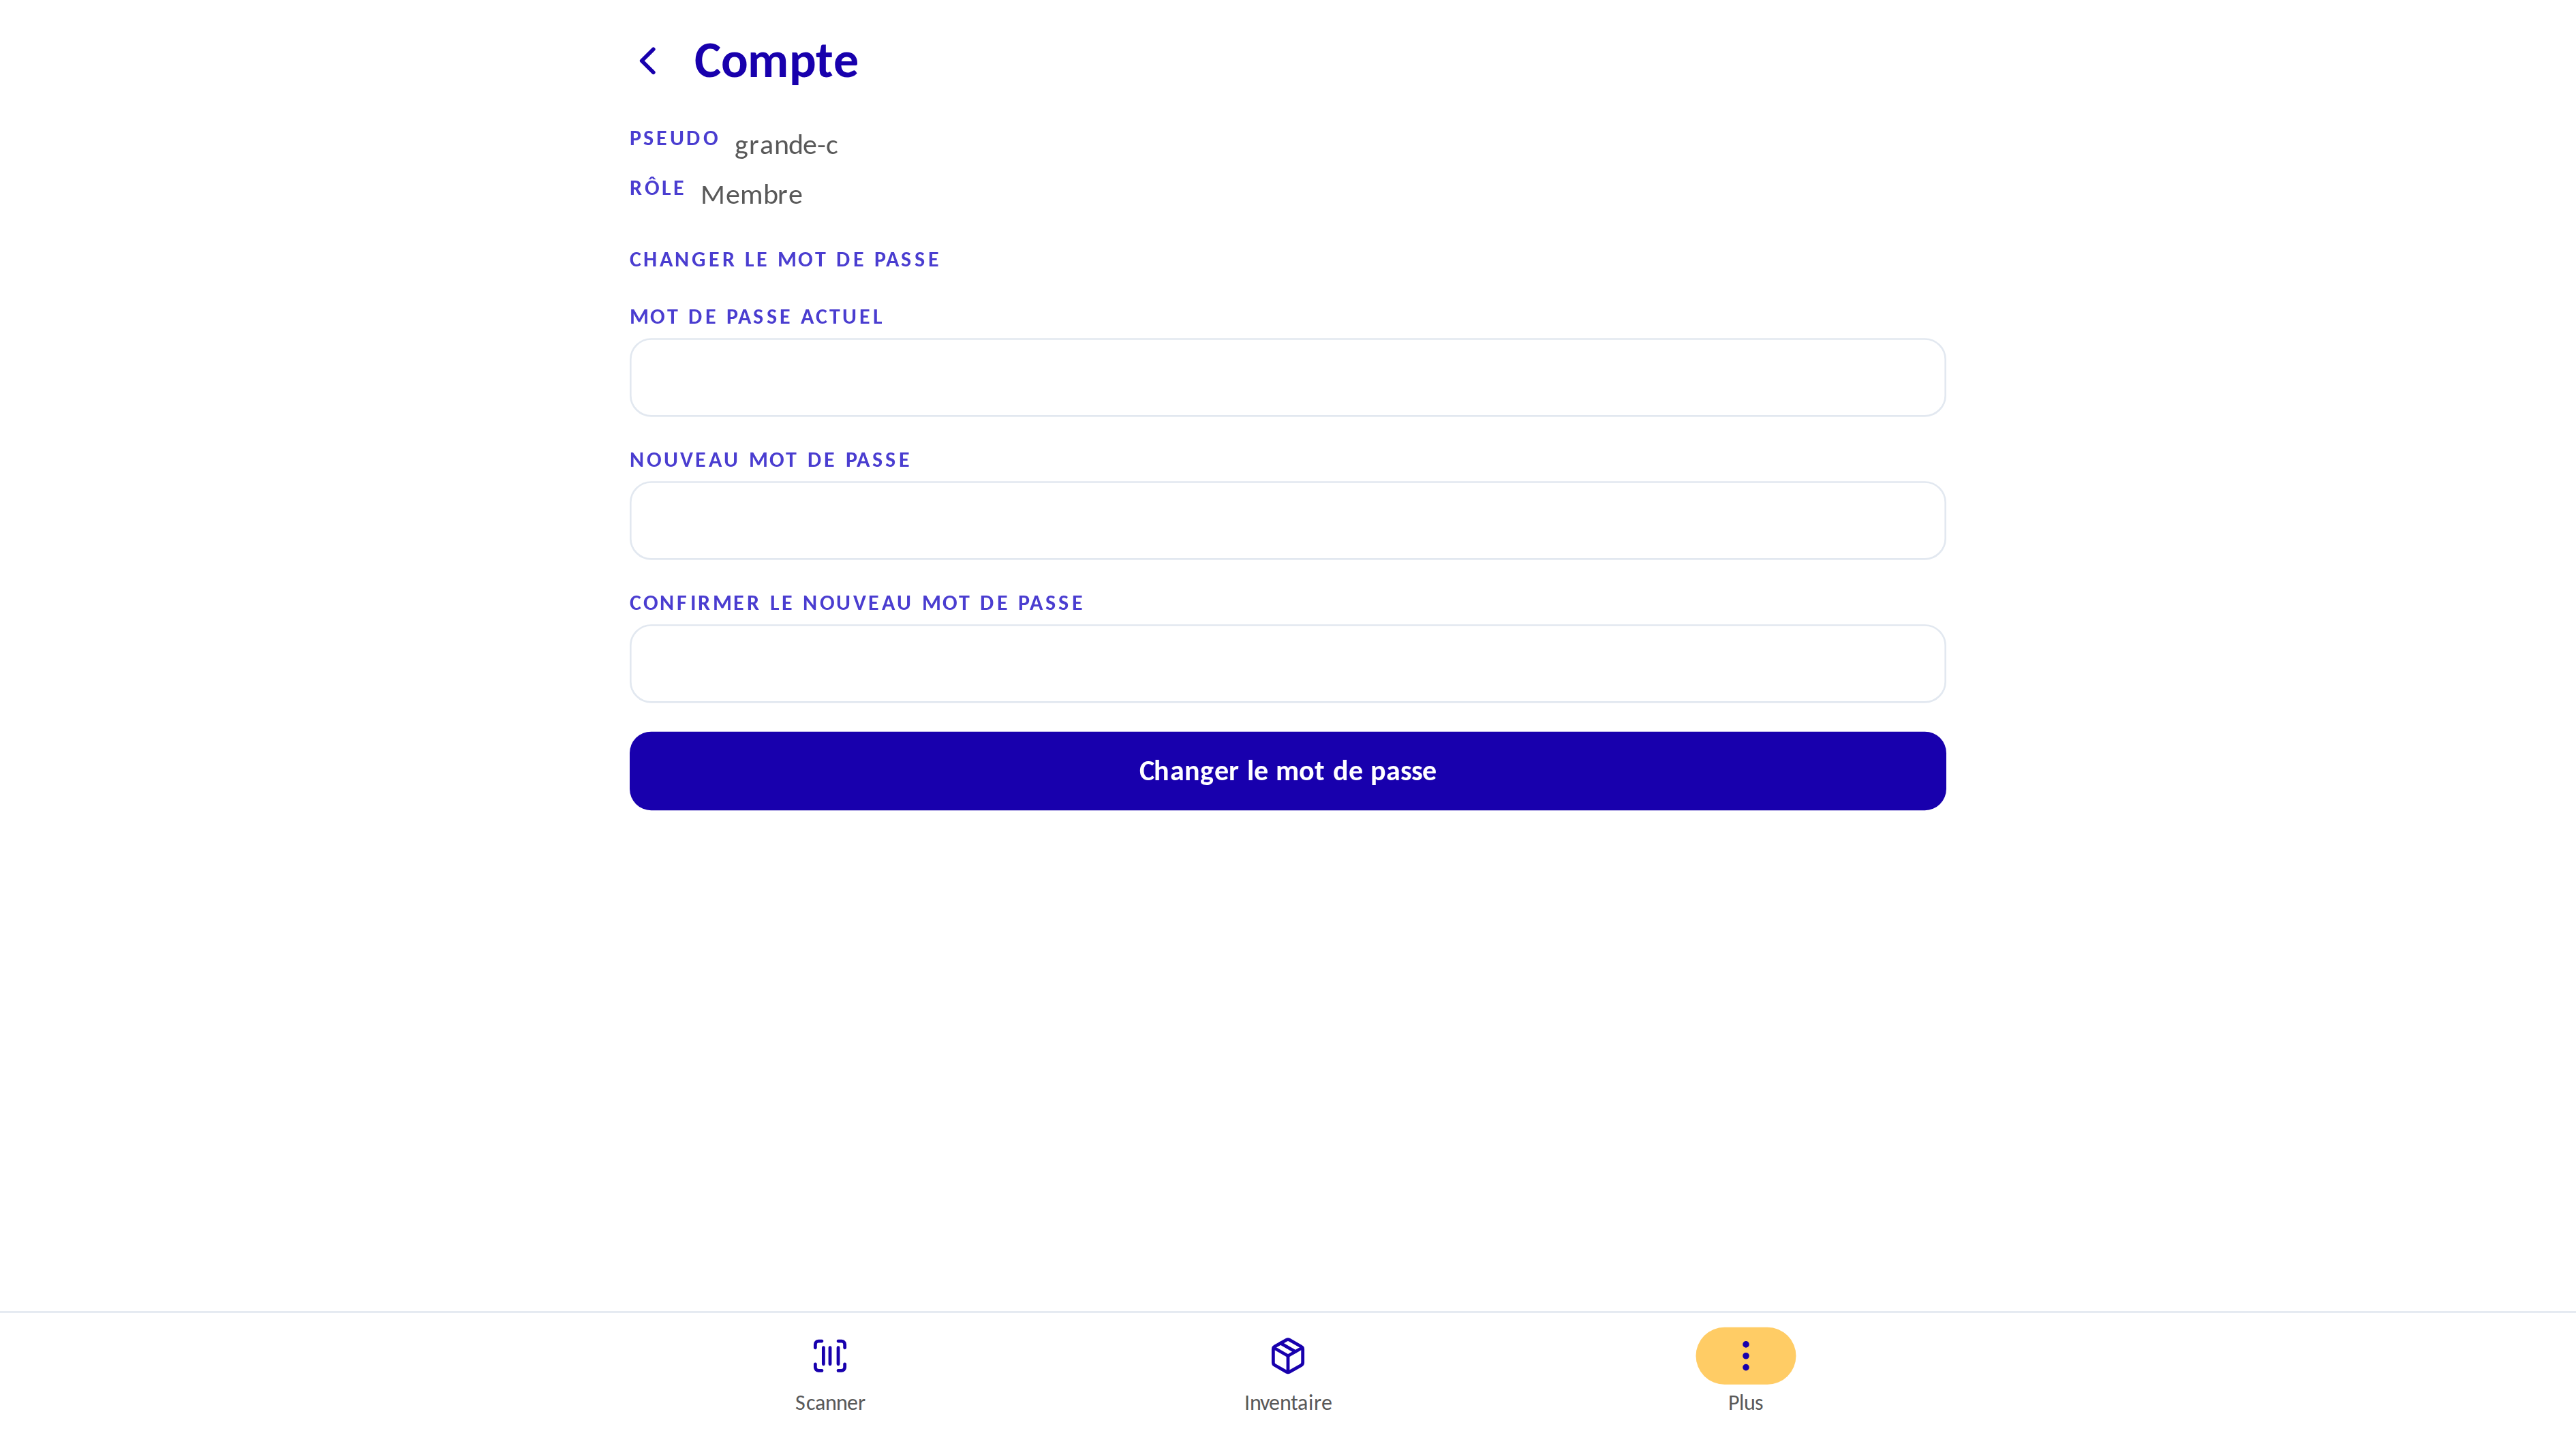 Compte
PSEUDO grande-c
RÔLE Membre
CHANGER LE MOT DE PASSE
MOT DE PASSE ACTUEL
NOUVEAU MOT DE PASSE
CONFIRMER LE NOUVEAU MOT DE PASSE
Changer le mot de passe
Scanner Inventaire Plus